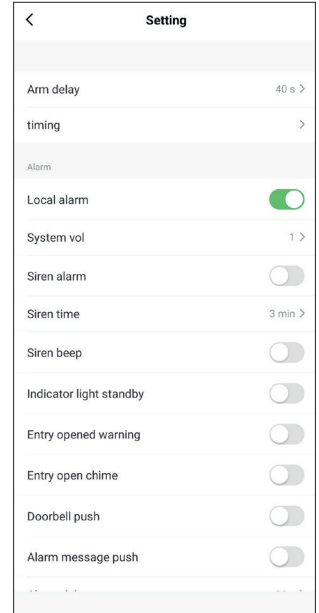 Setting
Arm delay 40 s
timing
Alarm
Local alarm
System vol 1
Siren alarm
Siren time 3 min
Siren beep
Indicator light standby
Entry opened warning
Entry open chime
Doorbell push
Alarm message push